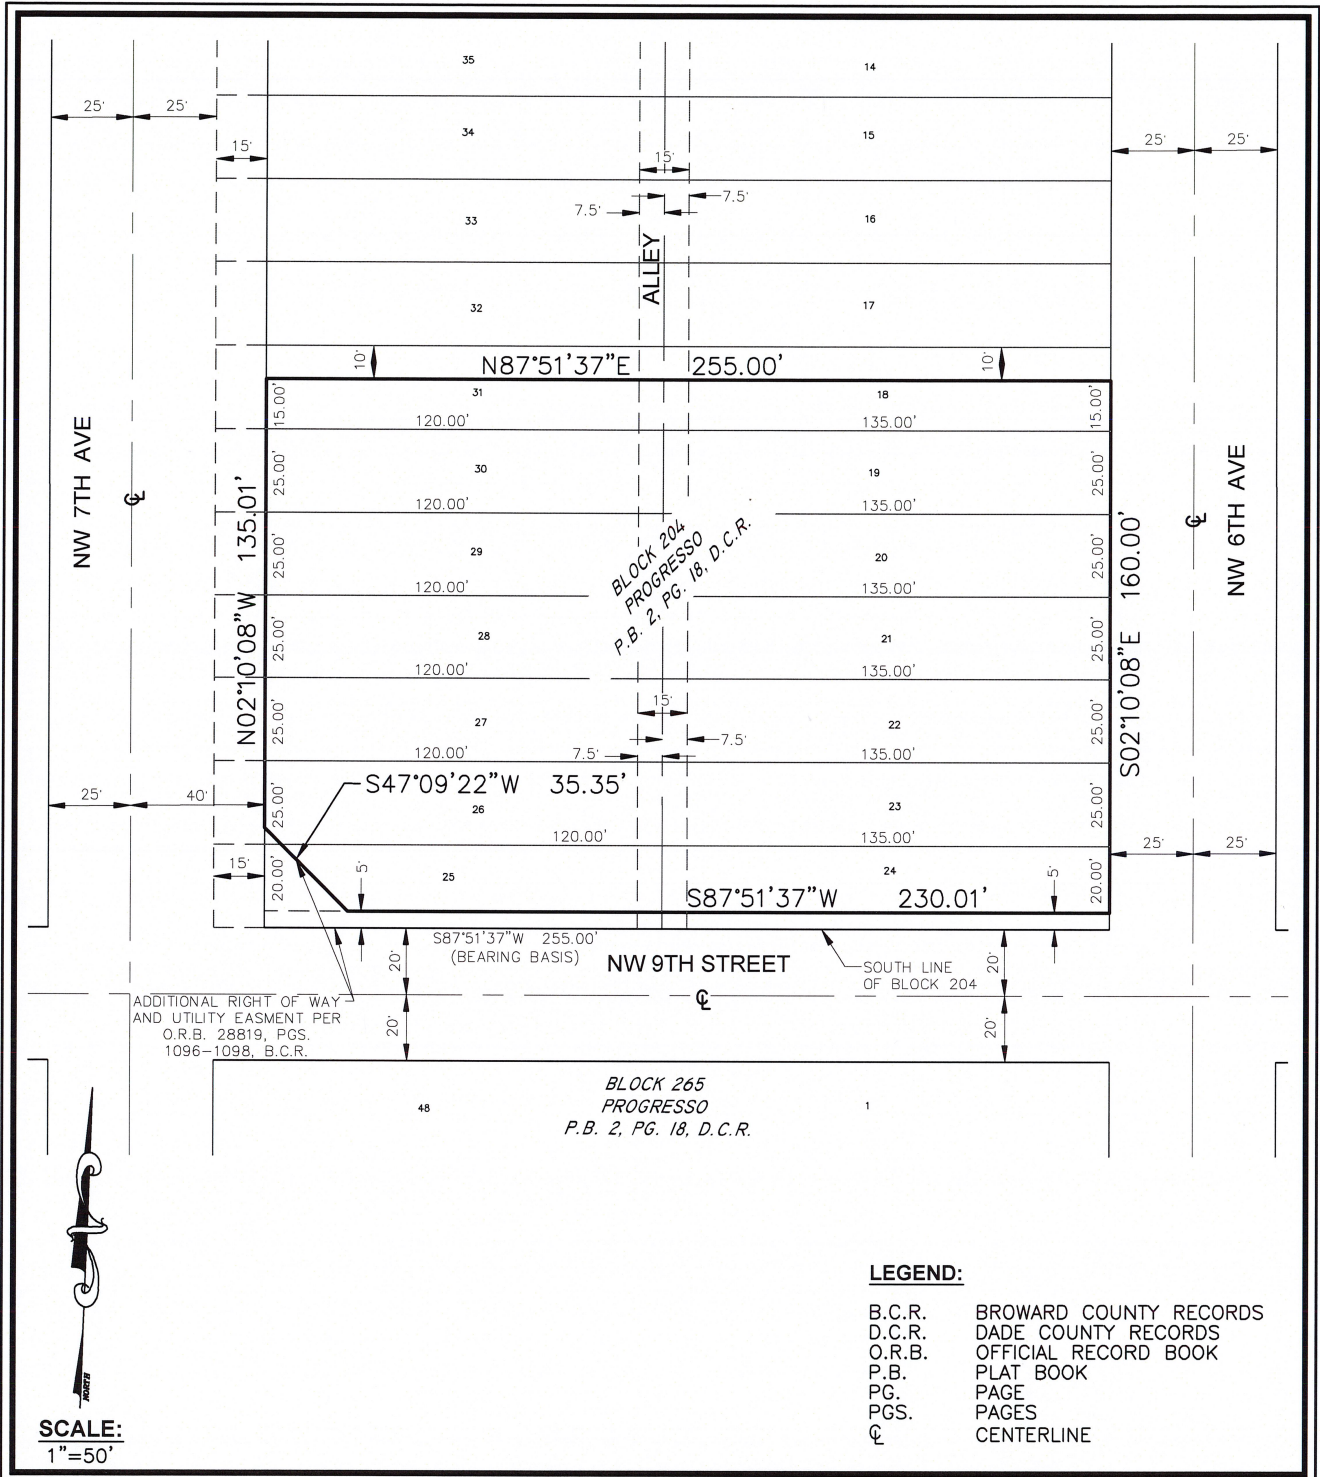 35
14
25' 25'
34
15
15'
15'
25' 25'
7.5'
7.5'
33
16
ALLEY
32
17
10'
N87°51'37"E 255.00'
10'
15.00'
31
120.00'
18
135.00'
15.00'
25.00'
30
120.00'
19
135.00'
25.00'
NW 7TH AVE
℄
N02°10'08"W 135.01'
BLOCK 204
PROGRESSO
P.B. 2, PG. 18, D.C.R.
℄
NW 6TH AVE
S02°10'08"E 160.00'
25.00'
29
120.00'
20
135.00'
25.00'
25.00'
28
120.00'
21
135.00'
25.00'
15'
25.00'
27
120.00'
7.5'
7.5'
22
135.00'
25.00'
S47°09'22"W 35.35'
25' 40'
25.00'
26
120.00'
23
135.00'
25.00'
25' 25'
15'
20.00'
5'
25
24
5'
20.00'
S87°51'37"W 230.01'
S87°51'37"W 255.00'
(BEARING BASIS)
NW 9TH STREET
SOUTH LINE
OF BLOCK 204
20'
20'
℄
ADDITIONAL RIGHT OF WAY
AND UTILITY EASMENT PER
O.R.B. 28819, PGS.
1096-1098, B.C.R.
20'
20'
BLOCK 265
PROGRESSO
P.B. 2, PG. 18, D.C.R.
48
1
NORTH
SCALE:
1"=50'
LEGEND:
B.C.R. BROWARD COUNTY RECORDS
D.C.R. DADE COUNTY RECORDS
O.R.B. OFFICIAL RECORD BOOK
P.B. PLAT BOOK
PG. PAGE
PGS. PAGES
℄ CENTERLINE